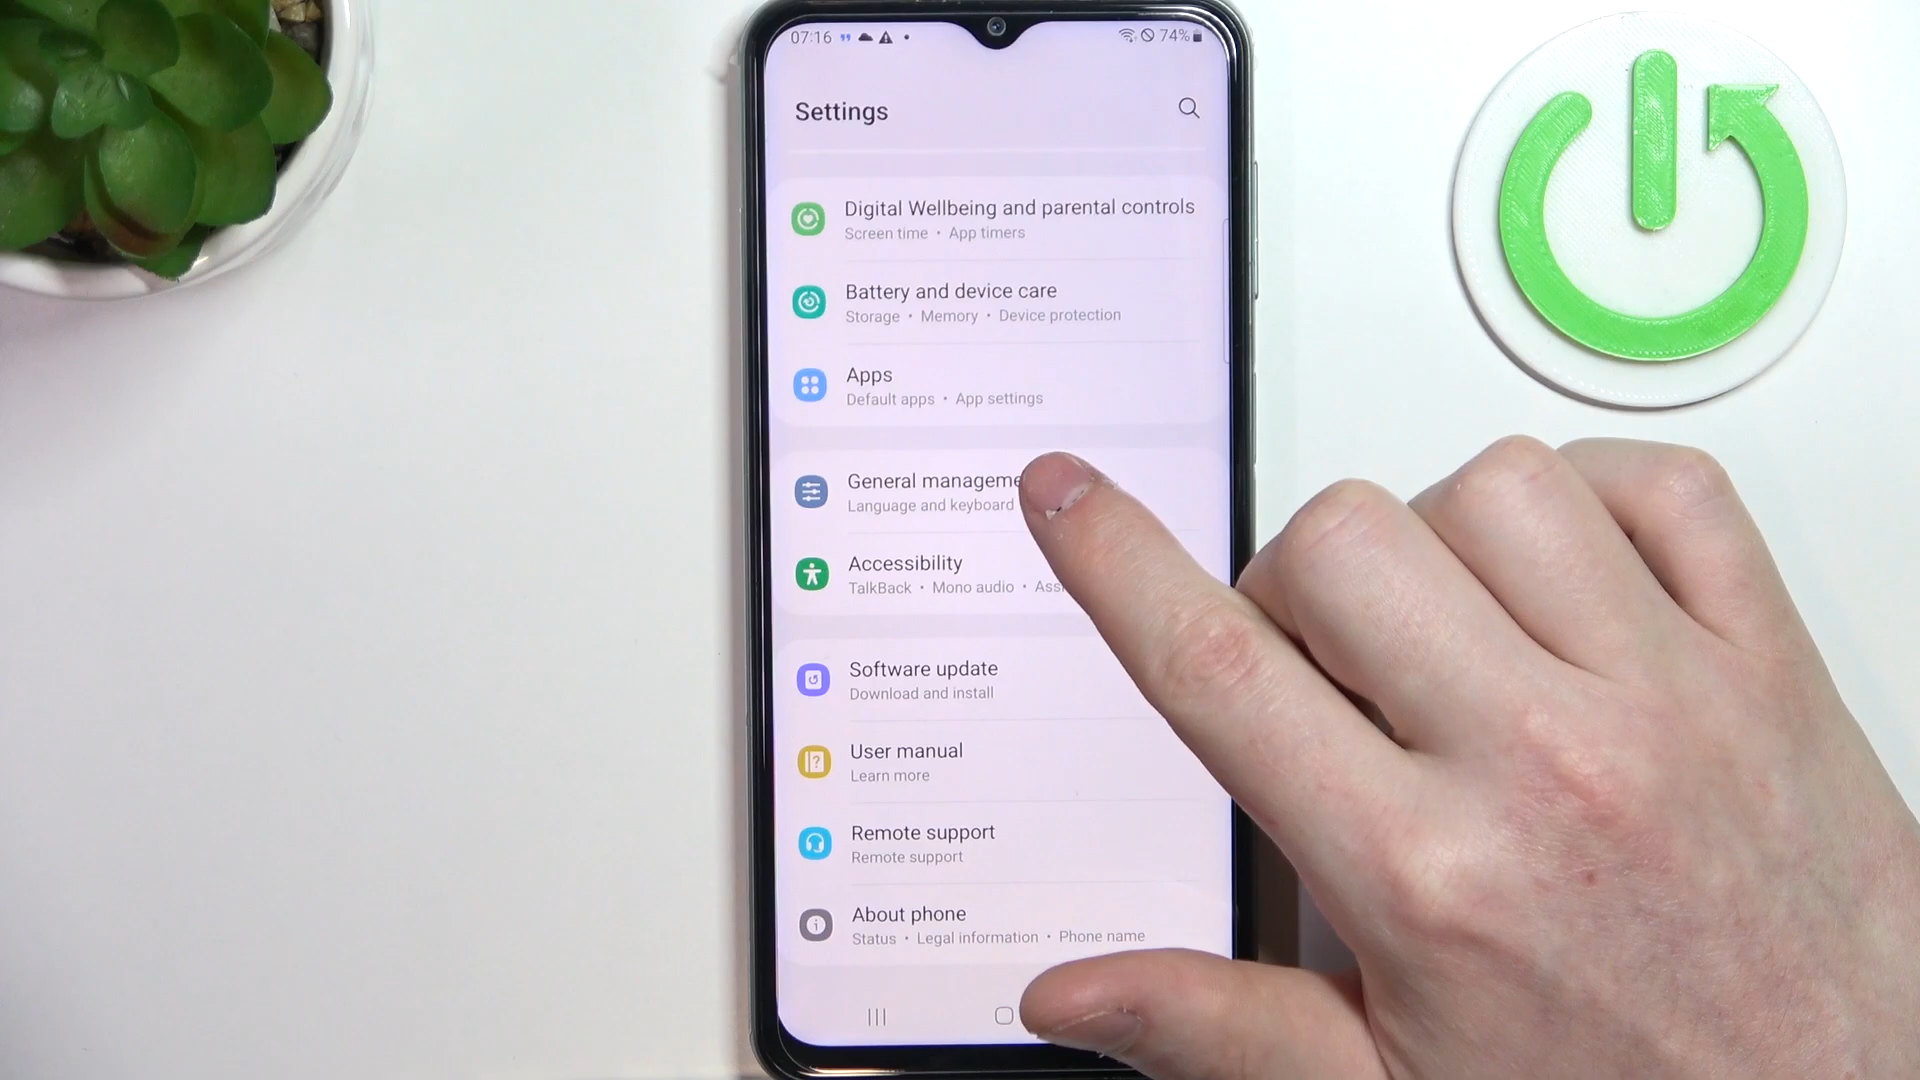 07:16
74%
Settings
Digital Wellbeing and parental controls
Screen time • App timers
Battery and device care
Storage • Memory • Device protection
Apps
Default apps • App settings
General
Language and keyboard
Accessibility
TalkBack • Mono audio •
Software update
Download and install
User manual
Learn more
Remote support
Remote support
About phone
Status • Legal information • Phone name